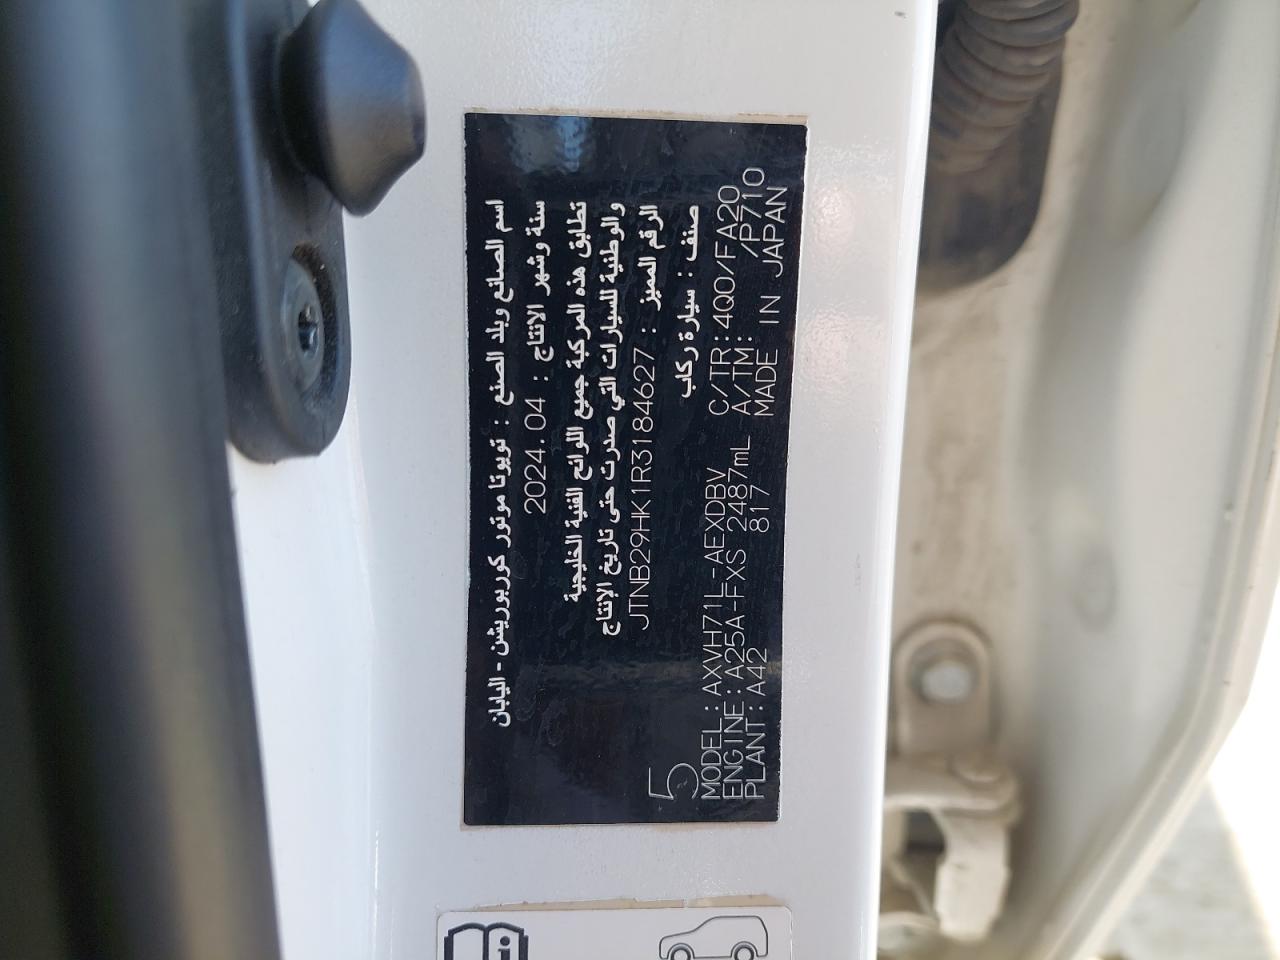 اسم الصانع وبلد الصنع : تويوتا موتور كوربوريشن - اليابان
سنة وشهر الانتاج : 2024.04
تطابق هذه المركبة جميع اللوائح الفنية الخليجية
والوطنية للسيارات التي صدرت حتى تاريخ الإنتاج
الرقم المميز : JTNB29HK1R3184627
صنف : سيارة ركاب
5
MODEL: AXVH71L-AEXDBV C/TR: 4Q0/FA20
ENGINE: A25A-FXS 2487mL A/TM: /P710
PLANT: A42 817 MADE IN JAPAN